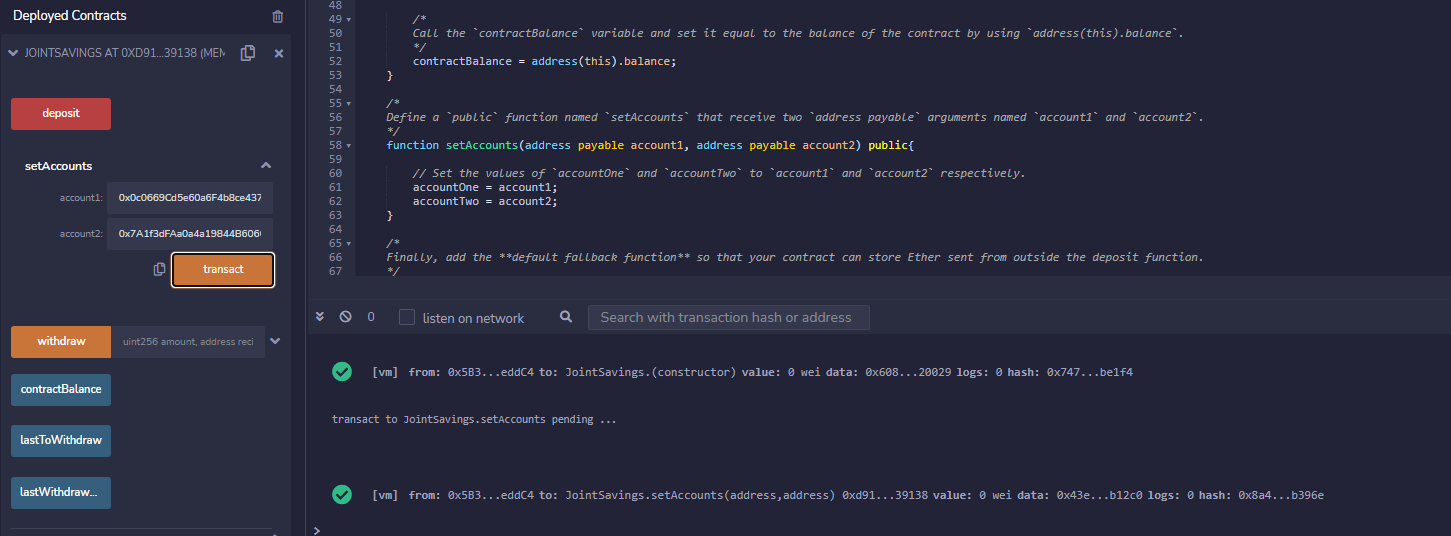 Deployed Contracts
JOINTSAVINGS AT 0XD91...39138 (MEM
deposit
setAccounts
account1: 0x0c0669Cd5e60a6F4b8ce437
account2: 0x7A1f3dFAa0a4a19844B606
transact
withdraw uint256 amount, address reci
contractBalance
lastToWithdraw
lastWithdraw...
48
49 /*
50 Call the `contractBalance` variable and set it equal to the balance of the contract by using `address(this).balance`.
51 */
52 contractBalance = address(this).balance;
53 }
54
55 /*
56 Define a `public` function named `setAccounts` that receive two `address payable` arguments named `account1` and `account2`.
57 */
58 function setAccounts(address payable account1, address payable account2) public{
59
60 // Set the values of `accountOne` and `accountTwo` to `account1` and `account2` respectively.
61 accountOne = account1;
62 accountTwo = account2;
63 }
64
65 /*
66 Finally, add the **default fallback function** so that your contract can store Ether sent from outside the deposit function.
67 */
0 listen on network Search with transaction hash or address
[vm] from: 0x5B3...eddC4 to: JointSavings.(constructor) value: 0 wei data: 0x608...20029 logs: 0 hash: 0x747...be1f4
transact to JointSavings.setAccounts pending ...
[vm] from: 0x5B3...eddC4 to: JointSavings.setAccounts(address,address) 0xd91...39138 value: 0 wei data: 0x43e...b12c0 logs: 0 hash: 0x8a4...b396e
>